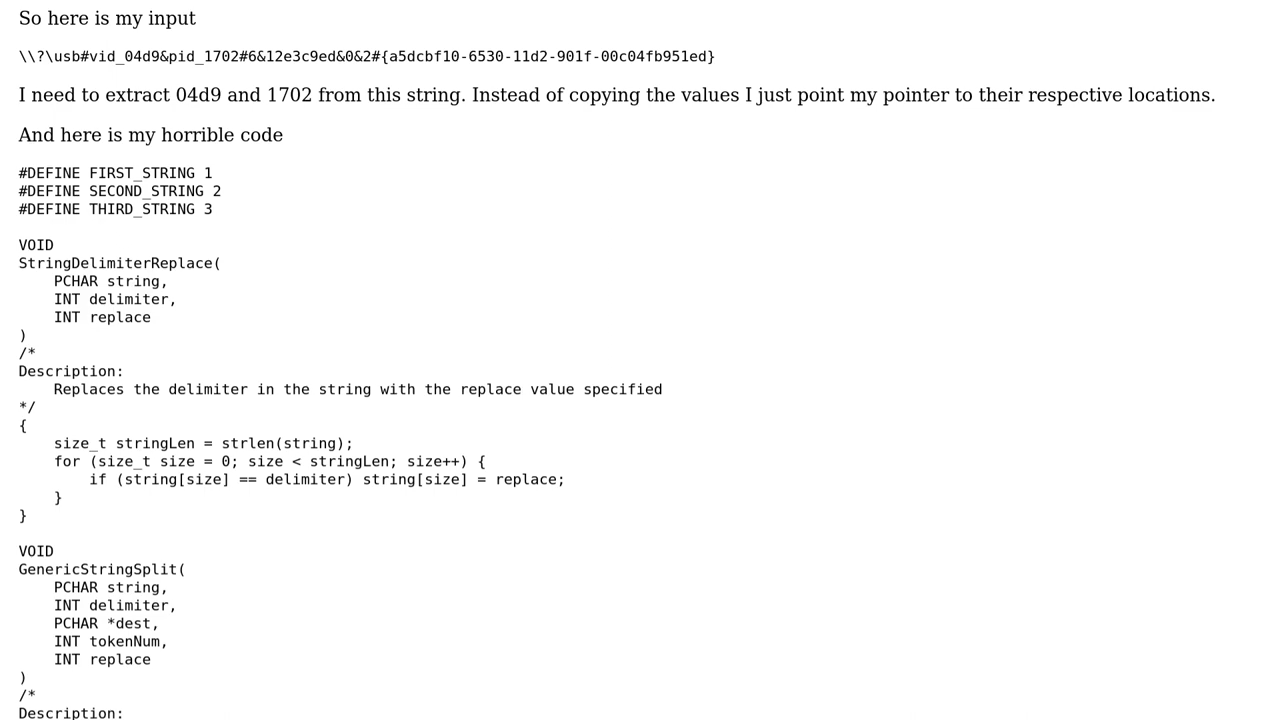 So here is my input
\\?\usb#vid_04d9&pid_1702#6&12e3c9ed&0&2#{a5dcbf10-6530-11d2-901f-00c04fb951ed}
I need to extract 04d9 and 1702 from this string. Instead of copying the values I just point my pointer to their respective locations.
And here is my horrible code
#DEFINE FIRST_STRING 1
#DEFINE SECOND_STRING 2
#DEFINE THIRD_STRING 3
VOID
StringDelimiterReplace(
    PCHAR string,
    INT delimiter,
    INT replace
)
/*
Description:
    Replaces the delimiter in the string with the replace value specified
*/
{
    size_t stringLen = strlen(string);
    for (size_t size = 0; size < stringLen; size++) {
        if (string[size] == delimiter) string[size] = replace;
    }
}
VOID
GenericStringSplit(
    PCHAR string,
    INT delimiter,
    PCHAR *dest,
    INT tokenNum,
    INT replace
)
/*
Description: